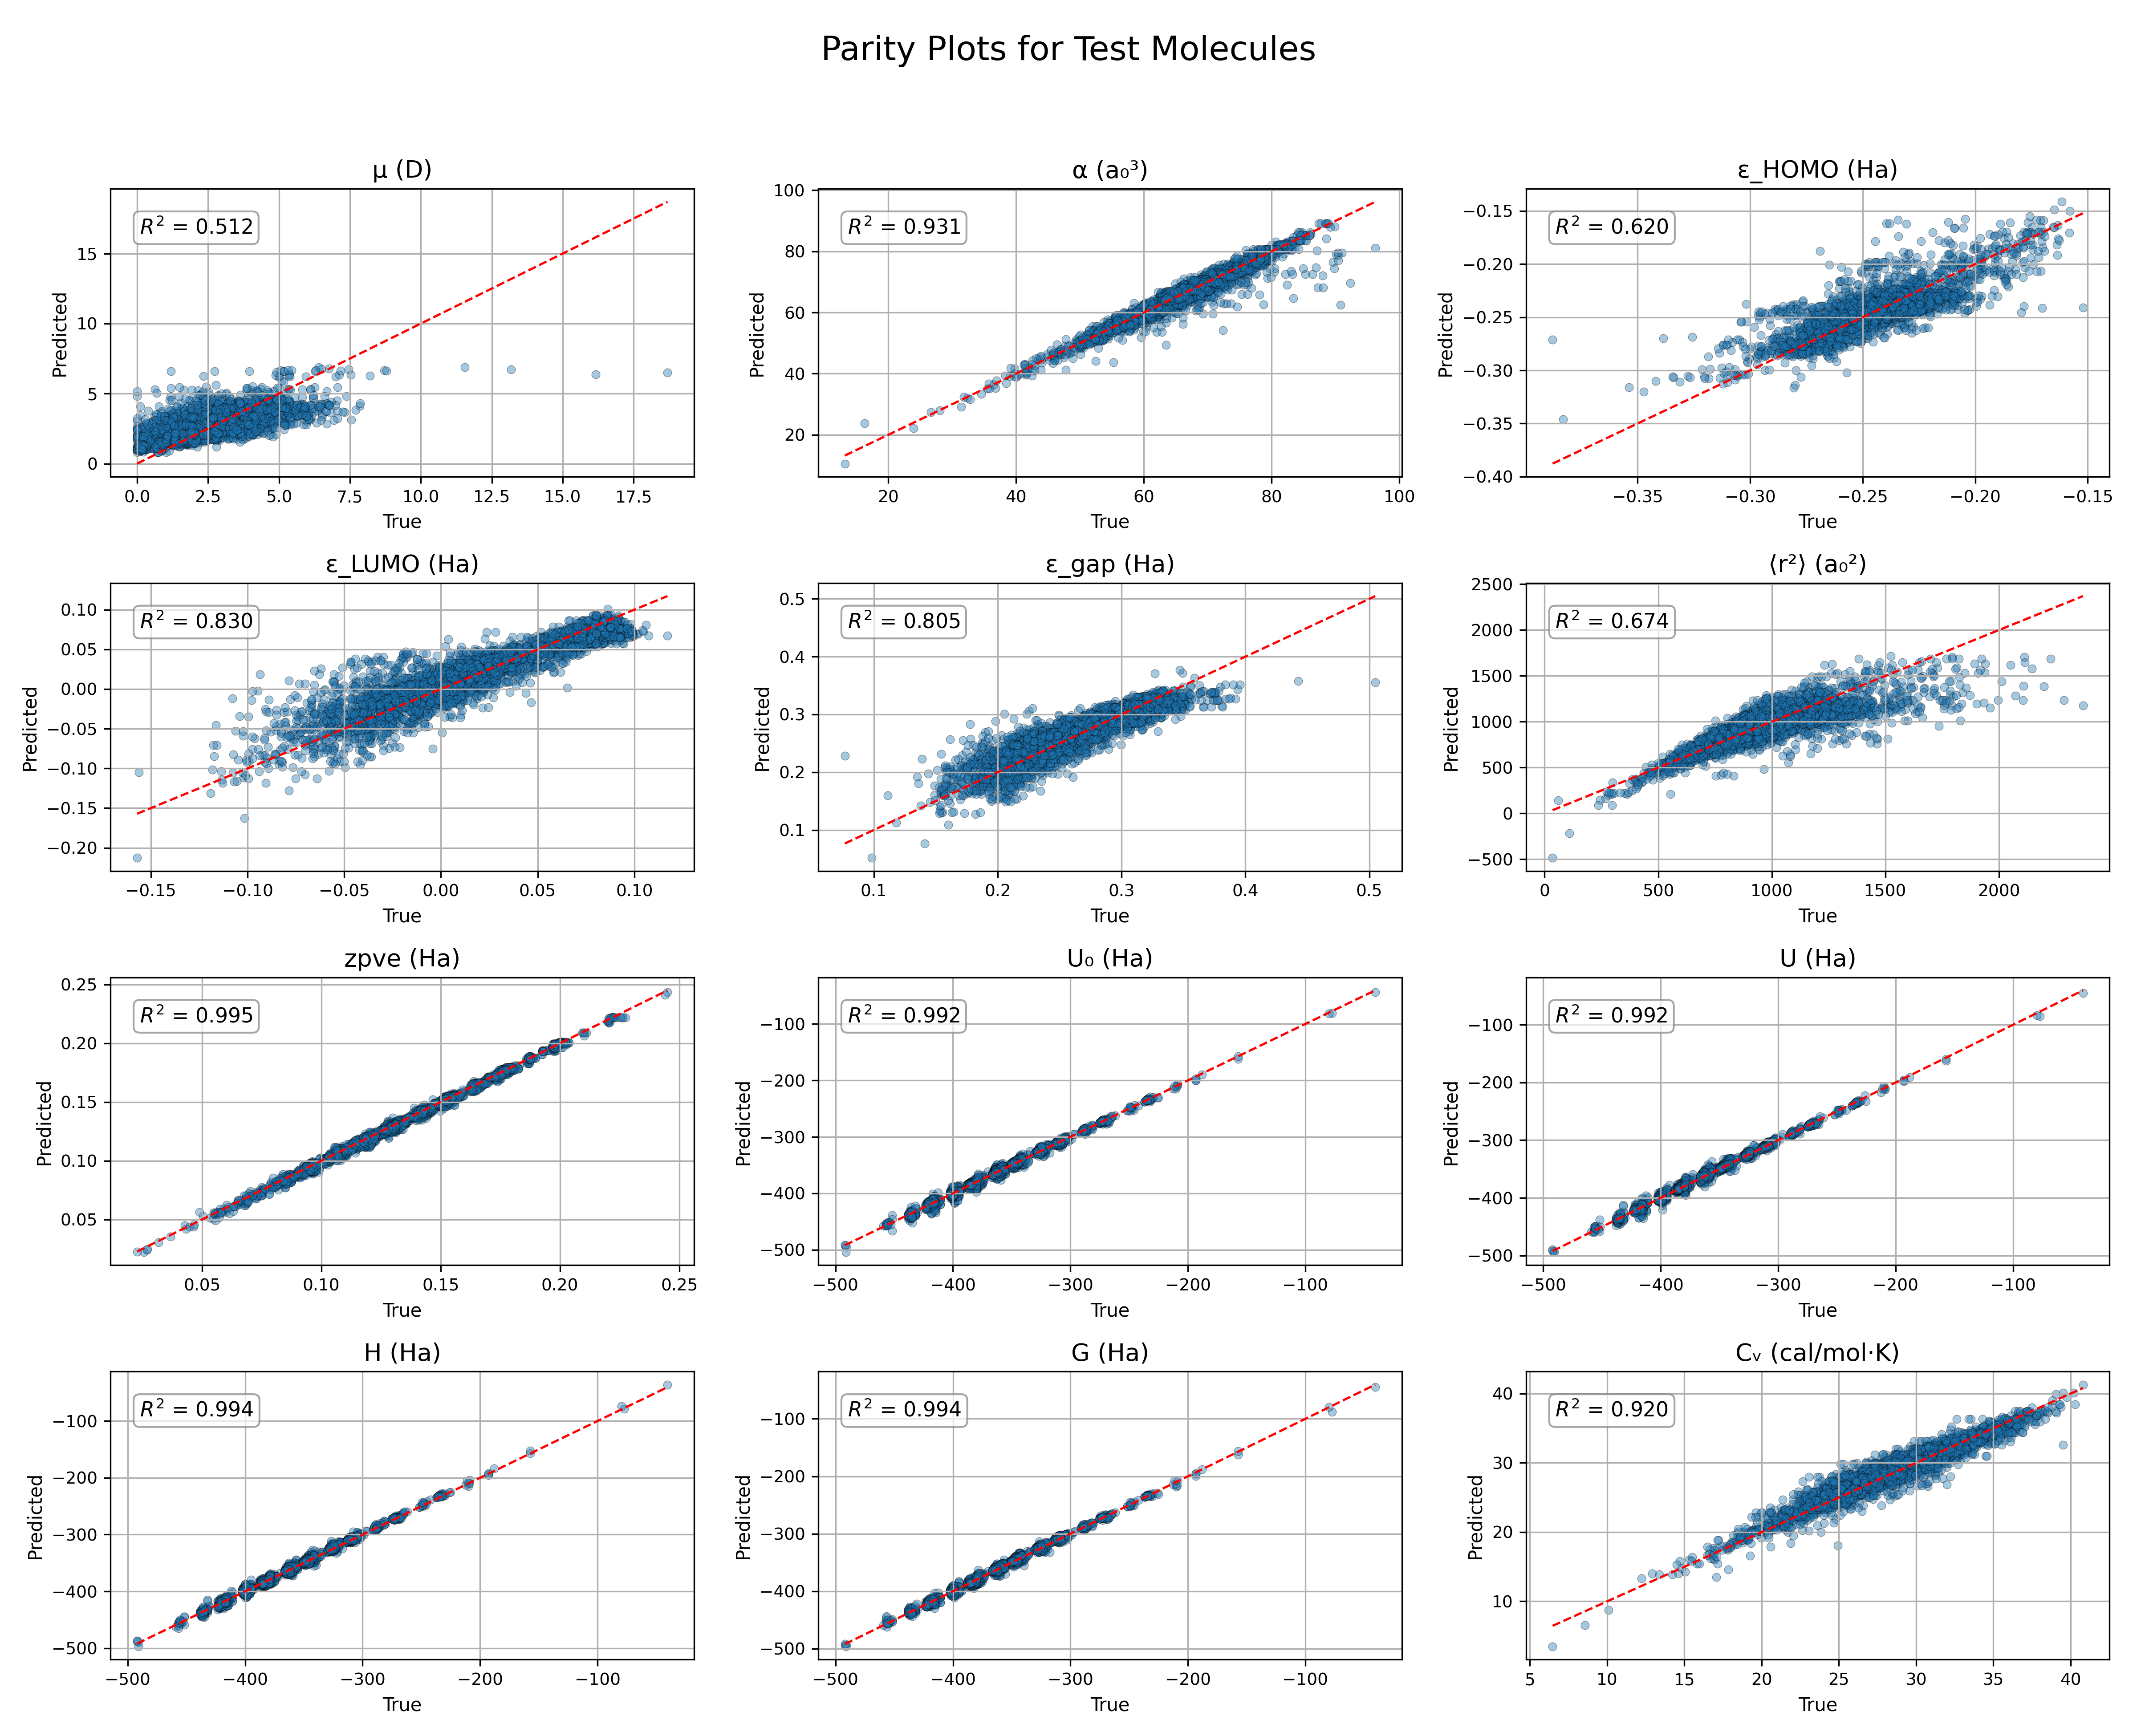 Parity Plots for Test Molecules
μ (D)
R² = 0.512
Predicted
15
10
5
0
0.0 2.5 5.0 7.5 10.0 12.5 15.0 17.5
True
α (a₀³)
R² = 0.931
Predicted
100
80
60
40
20
20 40 60 80 100
True
ε_HOMO (Ha)
R² = 0.620
Predicted
−0.15
−0.20
−0.25
−0.30
−0.35
−0.40
−0.35 −0.30 −0.25 −0.20 −0.15
True
ε_LUMO (Ha)
R² = 0.830
Predicted
0.10
0.05
0.00
−0.05
−0.10
−0.15
−0.20
−0.15 −0.10 −0.05 0.00 0.05 0.10
True
ε_gap (Ha)
R² = 0.805
Predicted
0.5
0.4
0.3
0.2
0.1
0.1 0.2 0.3 0.4 0.5
True
⟨r²⟩ (a₀²)
R² = 0.674
Predicted
2500
2000
1500
1000
500
0
−500
0 500 1000 1500 2000
True
zpve (Ha)
R² = 0.995
Predicted
0.25
0.20
0.15
0.10
0.05
0.05 0.10 0.15 0.20 0.25
True
U₀ (Ha)
R² = 0.992
Predicted
−100
−200
−300
−400
−500
−500 −400 −300 −200 −100
True
U (Ha)
R² = 0.992
Predicted
−100
−200
−300
−400
−500
−500 −400 −300 −200 −100
True
H (Ha)
R² = 0.994
Predicted
−100
−200
−300
−400
−500
−500 −400 −300 −200 −100
True
G (Ha)
R² = 0.994
Predicted
−100
−200
−300
−400
−500
−500 −400 −300 −200 −100
True
Cᵥ (cal/mol·K)
R² = 0.920
Predicted
40
30
20
10
5 10 15 20 25 30 35 40
True